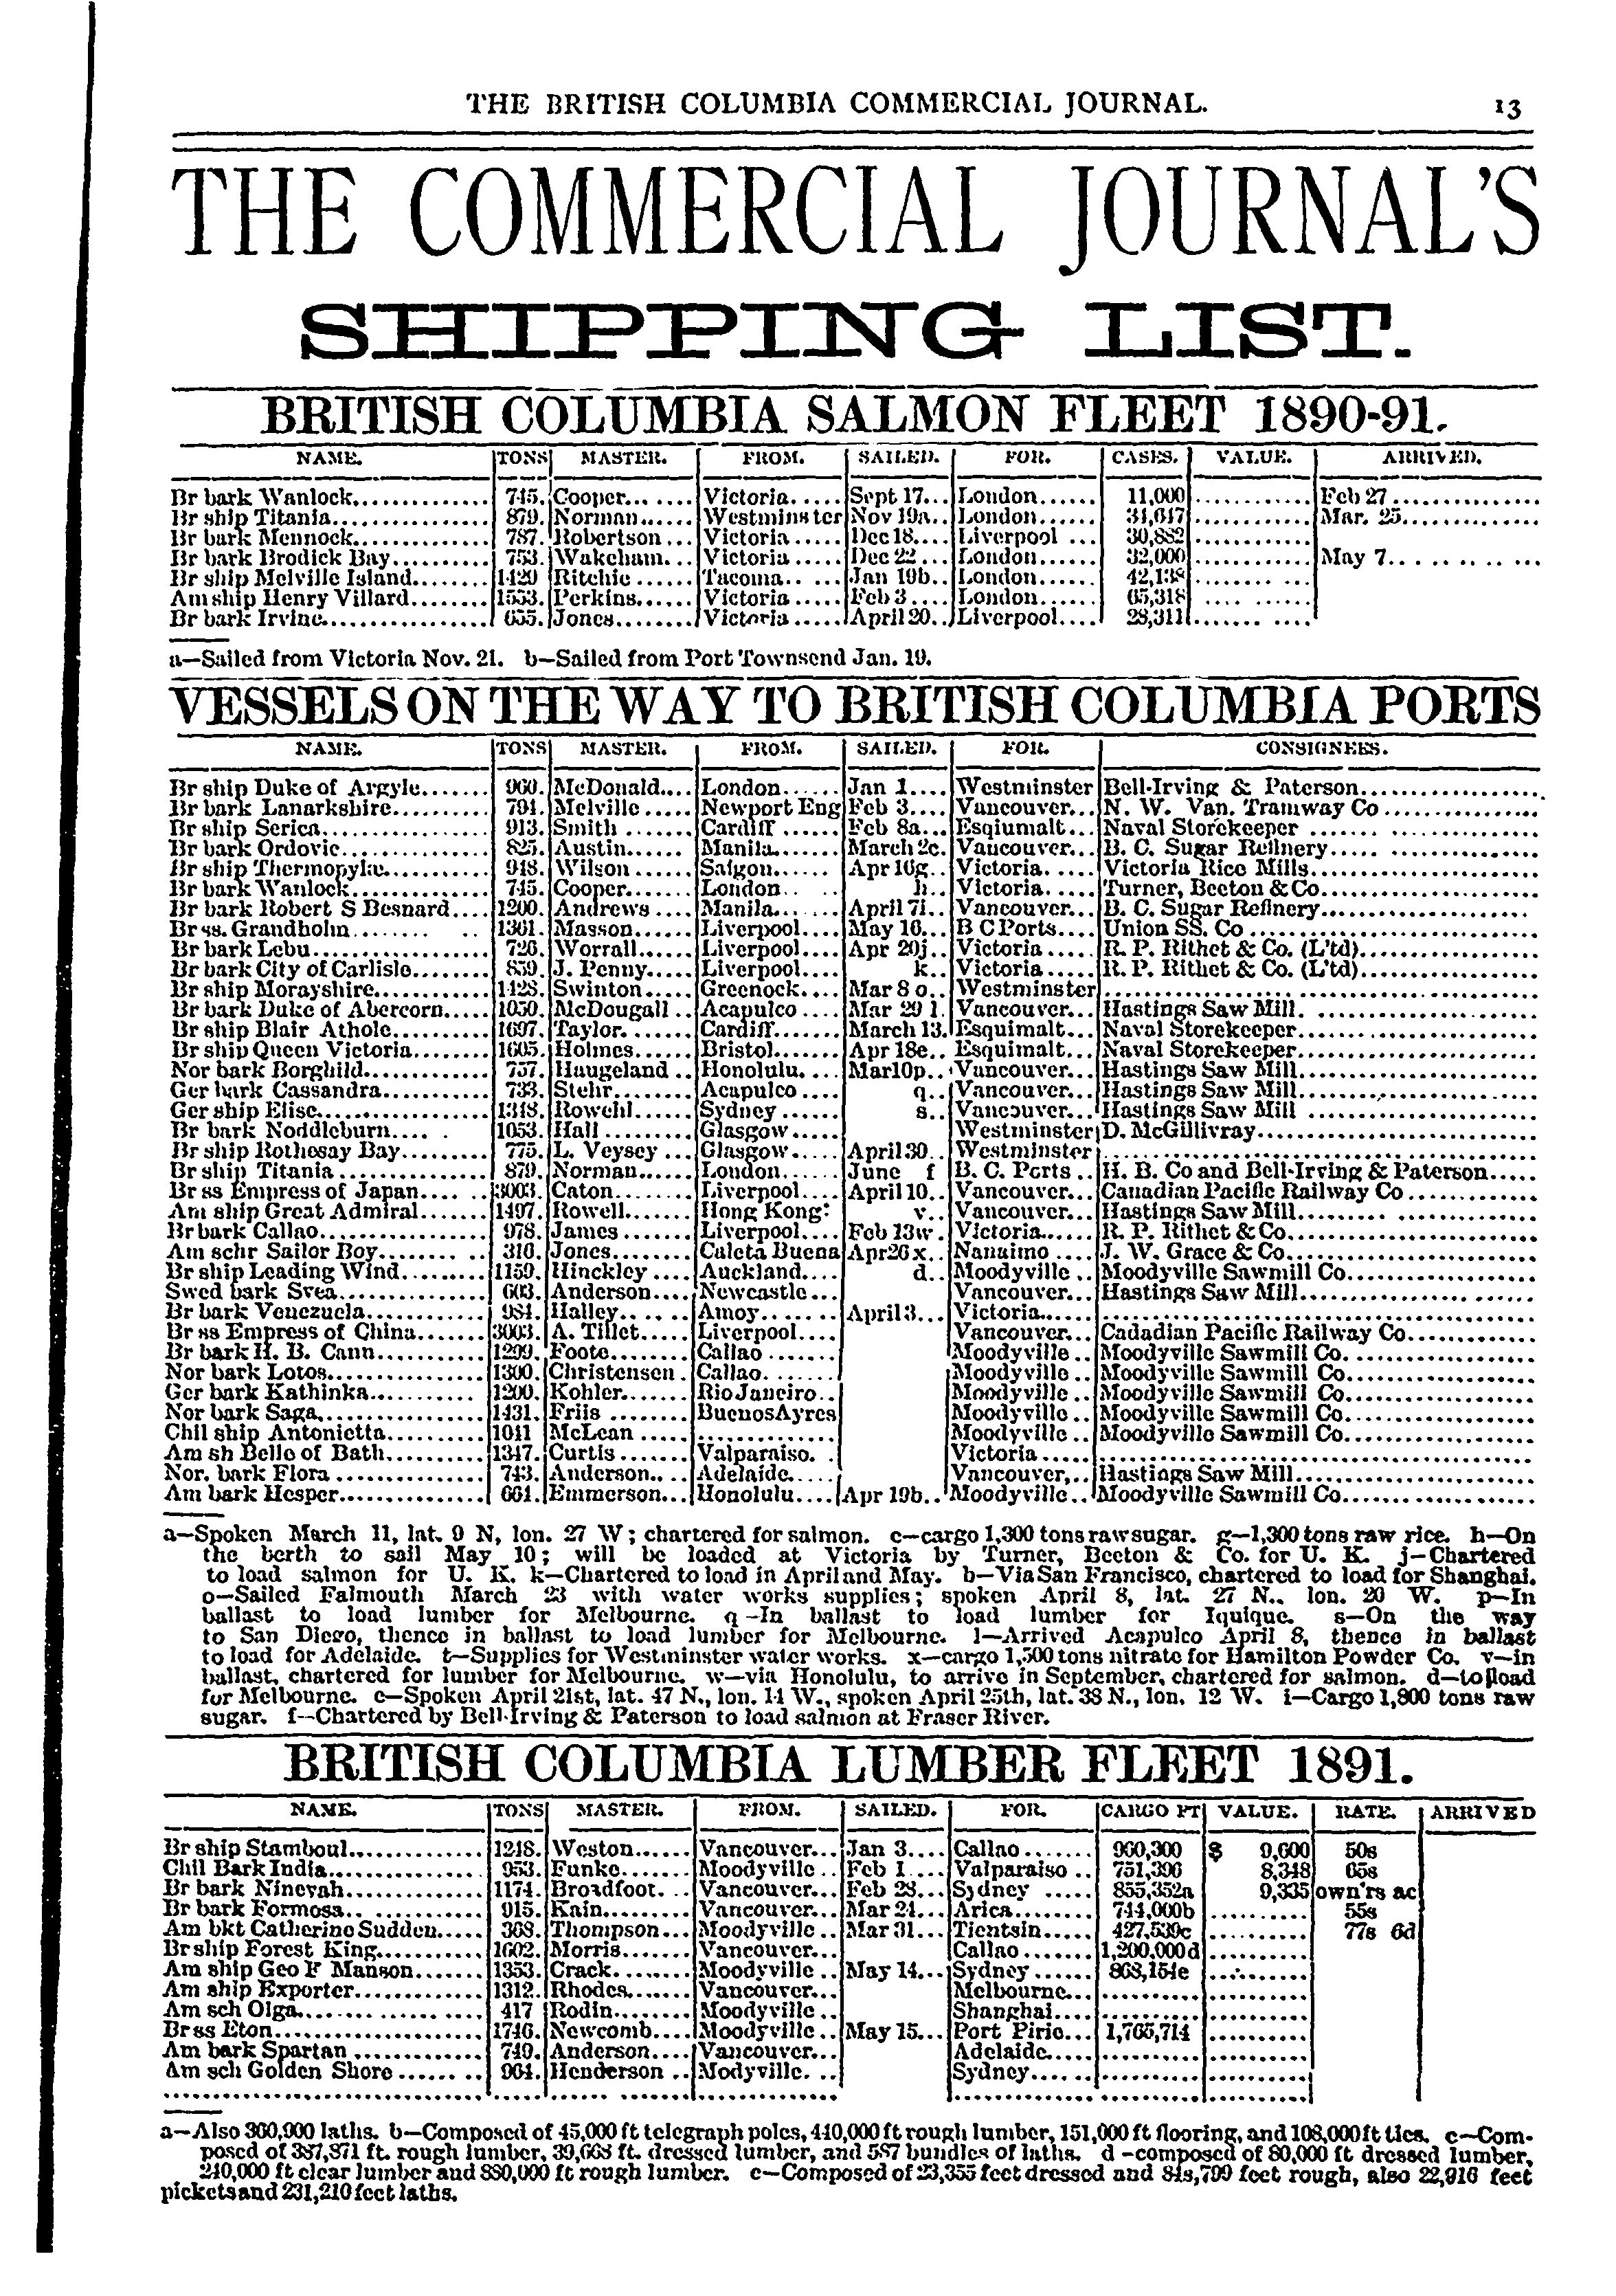 THE BRITISH COLUMBIA COMMERCIAL JOURNAL. 13
THE COMMERCIAL JOURNAL'S
SHIPPING LIST.
BRITISH COLUMBIA SALMON FLEET 1890-91.
NAME. TONS MASTER. FROM. SAILED. FOR. CASES. VALUE. ARRIVED.
Br bark Wanlock 745. Cooper Victoria Sept 17 London 11,000 Feb 27
Br ship Titania 879. Norman Westminster Nov 19a London 31,617 Mar. 25
Br bark Mennock 787. Robertson Victoria Dec 18 Liverpool 30,882
Br bark Brodick Bay 753. Wakeham Victoria Dec 22 London 32,000 May 7
Br ship Melville Island 1420 Ritchie Tacoma Jan 19b London 42,138
Am ship Henry Villard 1553. Perkins Victoria Feb 3 London 65,318
Br bark Irvine 655. Jones Victoria April 20 Liverpool 28,311
a—Sailed from Victoria Nov. 21. b—Sailed from Port Townsend Jan. 19.
VESSELS ON THE WAY TO BRITISH COLUMBIA PORTS
NAME. TONS MASTER. FROM. SAILED. FOR. CONSIGNEES.
Br ship Duke of Argyle 960. McDonald London Jan 1 Westminster Bell-Irving & Paterson
Br bark Lanarkshire 791. Melville Newport Eng Feb 3 Vancouver N. W. Van. Tramway Co
Br ship Serica 913. Smith Cardiff Feb 8a Esqiumalt Naval Storekeeper
Br bark Ordovic 825. Austin Manila March 2c. Vancouver B. C. Sugar Refinery
Br ship Thermopylæ 948. Wilson Saigon Apr 16g Victoria Victoria Rice Mills
Br bark Wanlock 745. Cooper London h Victoria Turner, Beeton & Co
Br bark Robert S Besnard 1200. Andrews Manila April 7i Vancouver B. C. Sugar Refinery
Br ss. Grandholm 1361. Masson Liverpool May 16 B C Ports Union SS. Co
Br bark Lebu 726. Worrall Liverpool Apr 20j Victoria R. P. Rithet & Co. (L'td)
Br bark City of Carlisle 859. J. Penny Liverpool k Victoria R. P. Rithet & Co. (L'td)
Br ship Morayshire 1428. Swinton Greenock Mar 8 o Westminster
Br bark Duke of Abercorn 1050. McDougall Acapulco Mar 29 l. Vancouver Hastings Saw Mill.
Br ship Blair Athole 1697. Taylor Cardiff March 13. Esquimalt Naval Storekeeper
Br ship Queen Victoria 1605. Holmes Bristol Apr 18e Esquimalt Naval Storekeeper
Nor bark Borghild 757. Haugeland Honolulu Mar10p Vancouver Hastings Saw Mill
Ger bark Cassandra 733. Stehr Acapulco q Vancouver Hastings Saw Mill
Ger ship Elise 1318. Rowehl Sydney s Vancouver Hastings Saw Mill
Br bark Noddleburn 1053. Hall Glasgow Westminster D. McGillivray
Br ship Rothesay Bay 775. L. Veysey Glasgow April 30 Westminster
Br ship Titania 879. Norman London June f B. C. Ports H. B. Co and Bell-Irving & Paterson
Br ss Empress of Japan 3003. Caton Liverpool April 10 Vancouver Canadian Pacific Railway Co
Am ship Great Admiral 1497. Rowell Hong Kong v Vancouver Hastings Saw Mill
Br bark Callao 978. James Liverpool Feb 13w Victoria R. P. Rithet & Co
Am schr Sailor Boy 316. Jones Caleta Buena Apr26 x Nanaimo J. W. Grace & Co
Br ship Leading Wind 1159. Hinckley Auckland d Moodyville Moodyville Sawmill Co
Swed bark Svea 603. Anderson Newcastle Vancouver Hastings Saw Mill
Br bark Venezuela 984. Halley Amoy April 3 Victoria
Br ss Empress of China 3003. A. Tillet Liverpool Vancouver Cadadian Pacific Railway Co
Br bark H. B. Cann 1299. Foote Callao Moodyville Moodyville Sawmill Co.
Nor bark Lotos 1300. Christensen Callao Moodyville Moodyville Sawmill Co.
Ger bark Kathinka 1200. Kohler Rio Janeiro Moodyville Moodyville Sawmill Co.
Nor bark Saga 1431. Friis Buenos Ayres Moodyville Moodyville Sawmill Co.
Chil ship Antonietta 1011 McLean Moodyville Moodyville Sawmill Co.
Am sh Belle of Bath 1347. Curtis Valparaiso. Victoria
Nor. bark Flora 743. Anderson Adelaide Vancouver, Hastings Saw Mill
Am bark Hesper 661. Emmerson Honolulu Apr 19b Moodyville Moodyville Sawmill Co
a—Spoken March 11, lat. 9 N, lon. 27 W ; chartered for salmon. c—cargo 1,300 tons raw sugar. g—1,300 tons raw rice. h—On
the berth to sail May 10 ; will be loaded at Victoria by Turner, Beeton & Co. for U. K. j—Chartered
to load salmon for U. K. k—Chartered to load in April and May. b—Via San Francisco, chartered to load for Shanghai.
o—Sailed Falmouth March 23 with water works supplies ; spoken April 8, lat. 27 N.. lon. 20 W. p—In
ballast to load lumber for Melbourne. q—In ballast to load lumber for Iquique. s—On the way
to San Diego, thence in ballast to load lumber for Melbourne. l—Arrived Acapulco April 8, thence in ballast
to load for Adelaide. t—Supplies for Westminster water works. x—cargo 1,500 tons nitrate for Hamilton Powder Co. v—in
ballast, chartered for lumber for Melbourne. w—via Honolulu, to arrive in September, chartered for salmon. d—to load
for Melbourne. e—Spoken April 21st, lat. 47 N., lon. 14 W., spoken April 25th, lat. 38 N., lon. 12 W. i—Cargo 1,800 tons raw
sugar. f—Chartered by Bell-Irving & Paterson to load salmon at Fraser River.
BRITISH COLUMBIA LUMBER FLEET 1891.
NAME. TONS MASTER. FROM. SAILED. FOR. CARGO FT VALUE. RATE. ARRIVED
Br ship Stamboul 1248. Weston Vancouver Jan 3 Callao 960,300 $ 9,600 50s
Chil Bark India 953. Funke Moodyville Feb 1 Valparaiso 751,396 8,348 65s
Br bark Ninevah 1174. Broadfoot Vancouver Feb 28 Sydney 855,352a 9,335 own'rs ac
Br bark Formosa 915. Kain Vancouver Mar 24 Arica 744,000b 55s
Am bkt Catherine Sudden 368. Thompson Moodyville Mar 31 Tientsin 427,539c 77s 6d
Br ship Forest King 1602. Morris Vancouver Callao 1,200,000d
Am ship Geo F Manson 1353. Crack Moodyville May 14 Sydney 868,154e
Am ship Exporter 1312. Rhodes Vancouver Melbourne
Am sch Olga 417 Rodin Moodyville Shanghai
Br ss Eton 1746. Newcomb Moodyville May 15 Port Pirie 1,765,714
Am bark Spartan 749. Anderson Vancouver Adelaide
Am sch Golden Shore 964. Henderson Modyville. Sydney
a—Also 360,900 laths. b—Composed of 45,000 ft telegraph poles, 440,000 ft rough lumber, 151,000 ft flooring, and 108,000 ft ties. c—Com-
posed of 387,871 ft. rough lumber, 39,668 ft. dressed lumber, and 587 bundles of laths. d—composed of 80,000 ft dressed lumber,
240,000 ft clear lumber and 880,000 ft rough lumber. e—Composed of 23,355 feet dressed and 848,799 feet rough, also 22,916 feet
pickets and 231,210 feet laths.